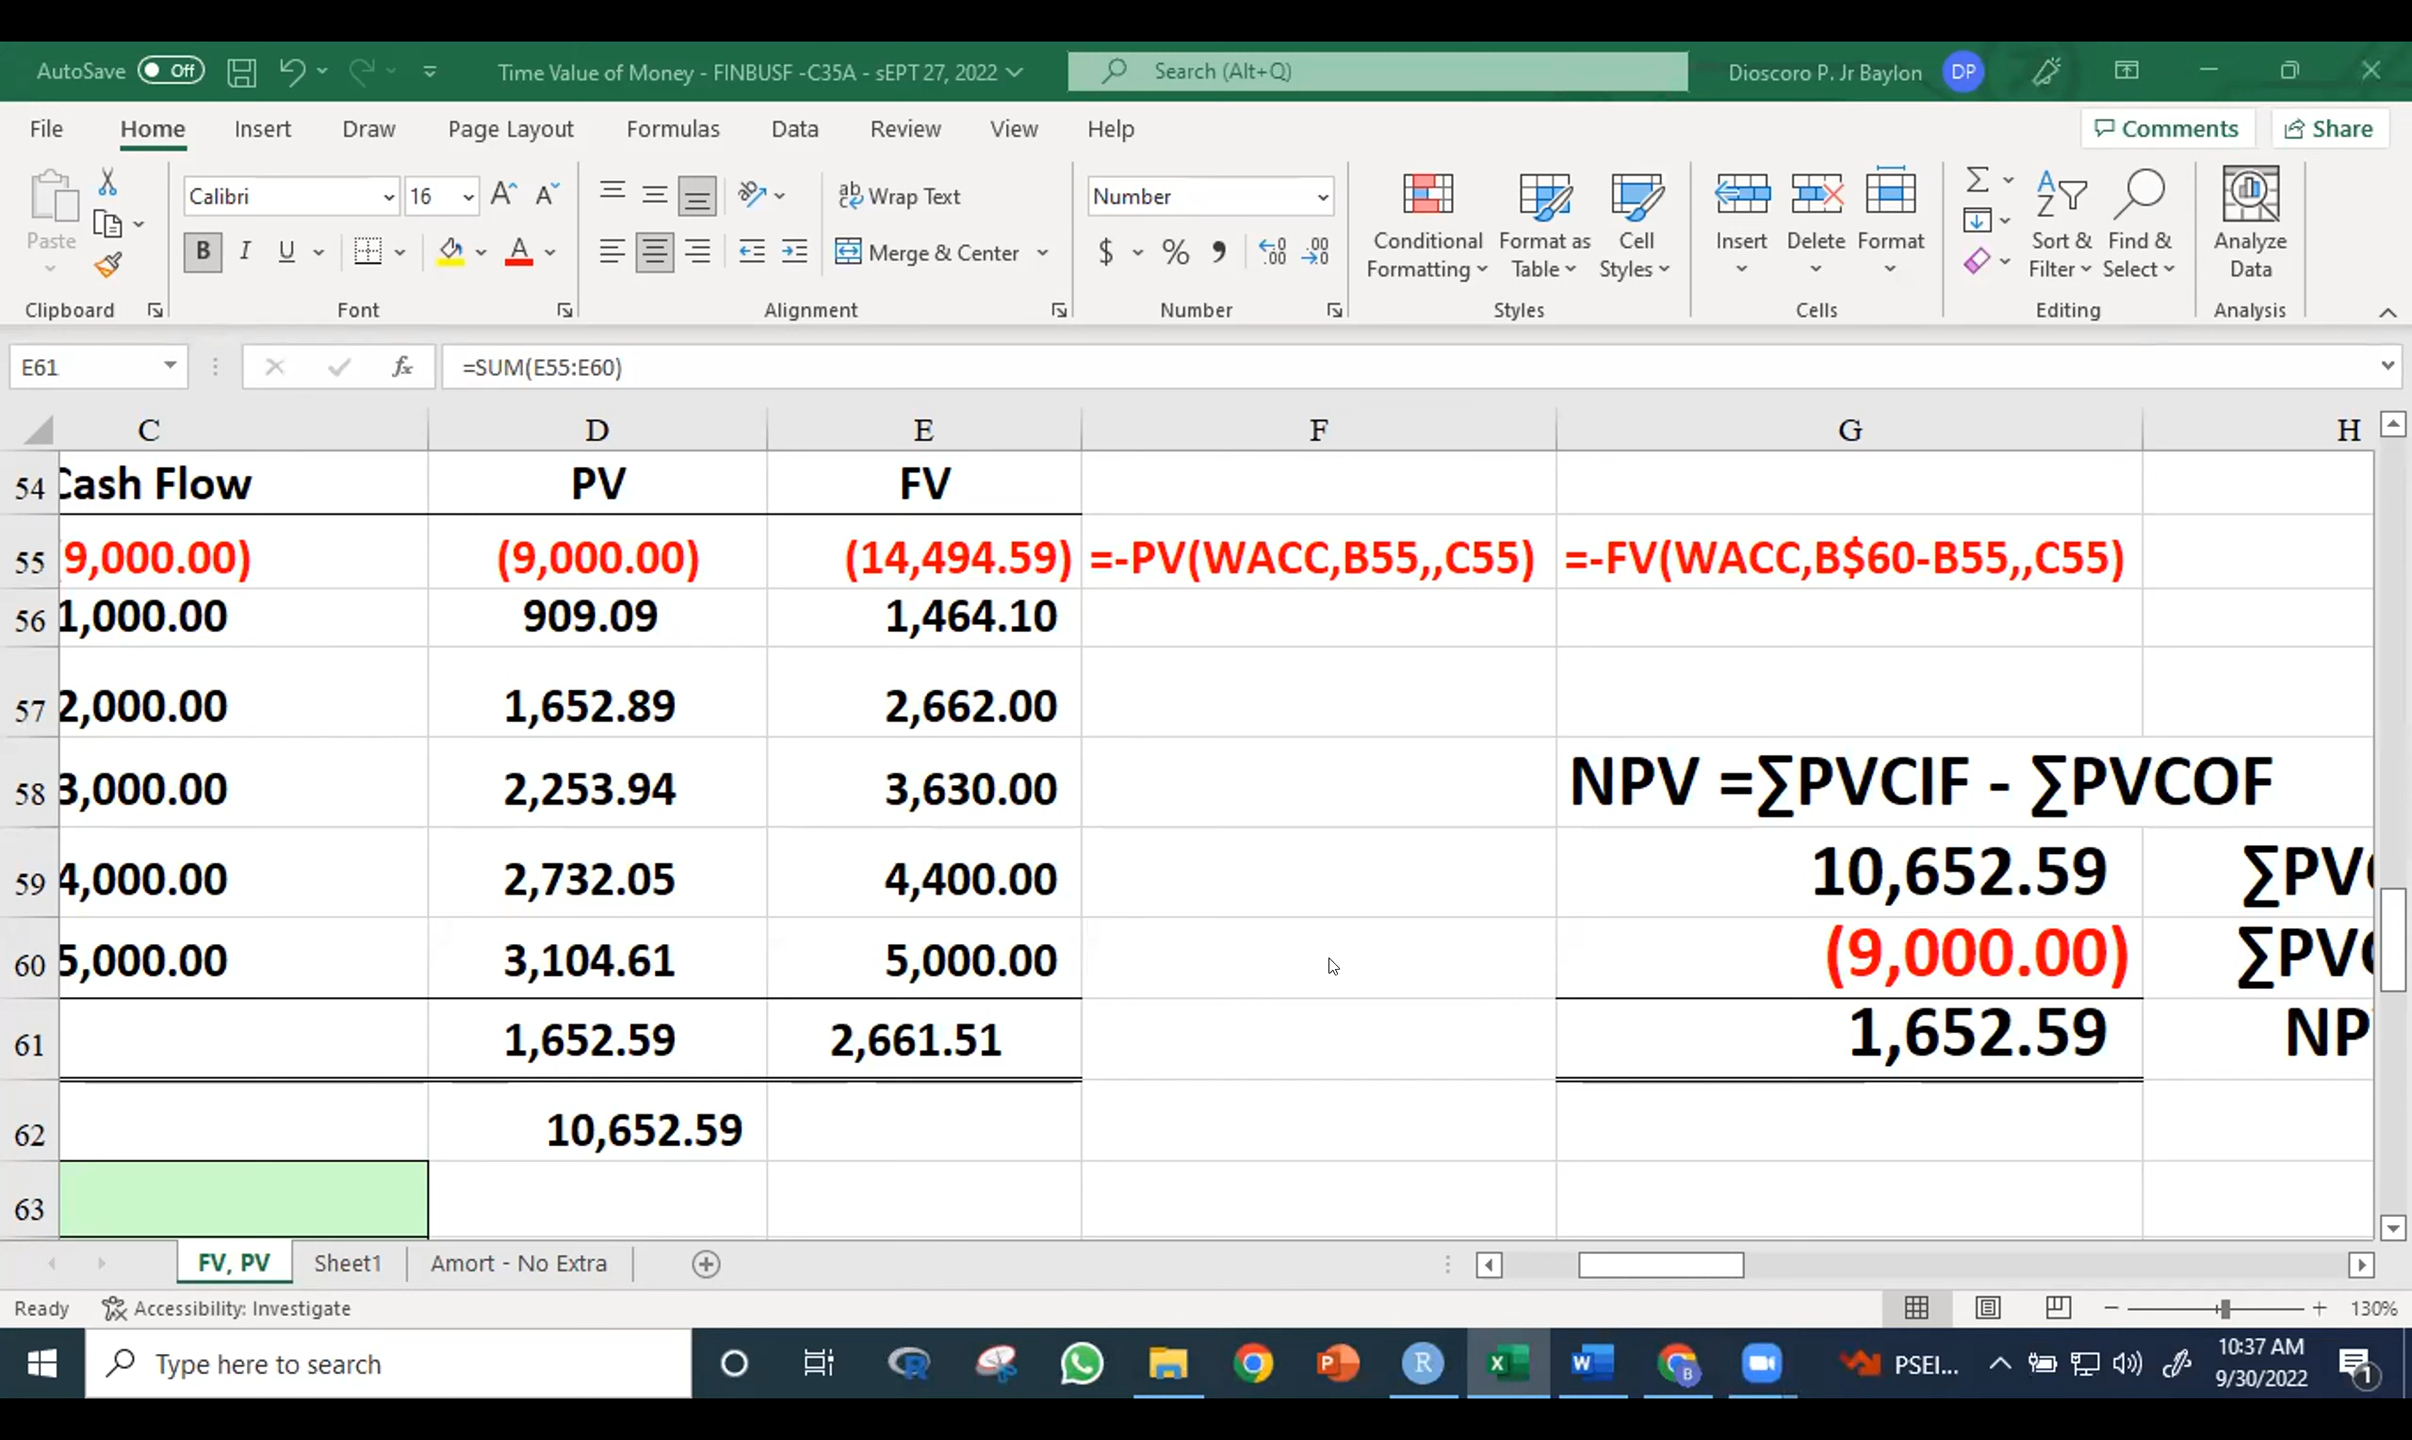 AutoSave Off Time Value of Money - FINBUSF -C35A - sEPT 27, 2022 Search (Alt+Q) Dioscoro P. Jr Baylon DP
File Home Insert Draw Page Layout Formulas Data Review View Help Comments Share
Paste Calibri 16 Wrap Text Number Conditional Formatting Format as Table Cell Styles Insert Delete Format Sort & Filter Find & Select Analyze Data
B I U Merge & Center $ %
Clipboard Font Alignment Number Styles Cells Editing Analysis
E61 fx =SUM(E55:E60)
C D E F G H
54 Cash Flow PV FV
55 9,000.00) (9,000.00) (14,494.59) =-PV(WACC,B55,,C55) =-FV(WACC,B$60-B55,,C55)
56 1,000.00 909.09 1,464.10
57 2,000.00 1,652.89 2,662.00
58 3,000.00 2,253.94 3,630.00 NPV =∑PVCIF - ∑PVCOF
59 4,000.00 2,732.05 4,400.00 10,652.59 ∑PV
60 5,000.00 3,104.61 5,000.00 (9,000.00) ∑PV
61 1,652.59 2,661.51 1,652.59 NP
62 10,652.59
63
FV, PV Sheet1 Amort - No Extra
Ready Accessibility: Investigate 130%
Type here to search PSEI... 10:37 AM
9/30/2022